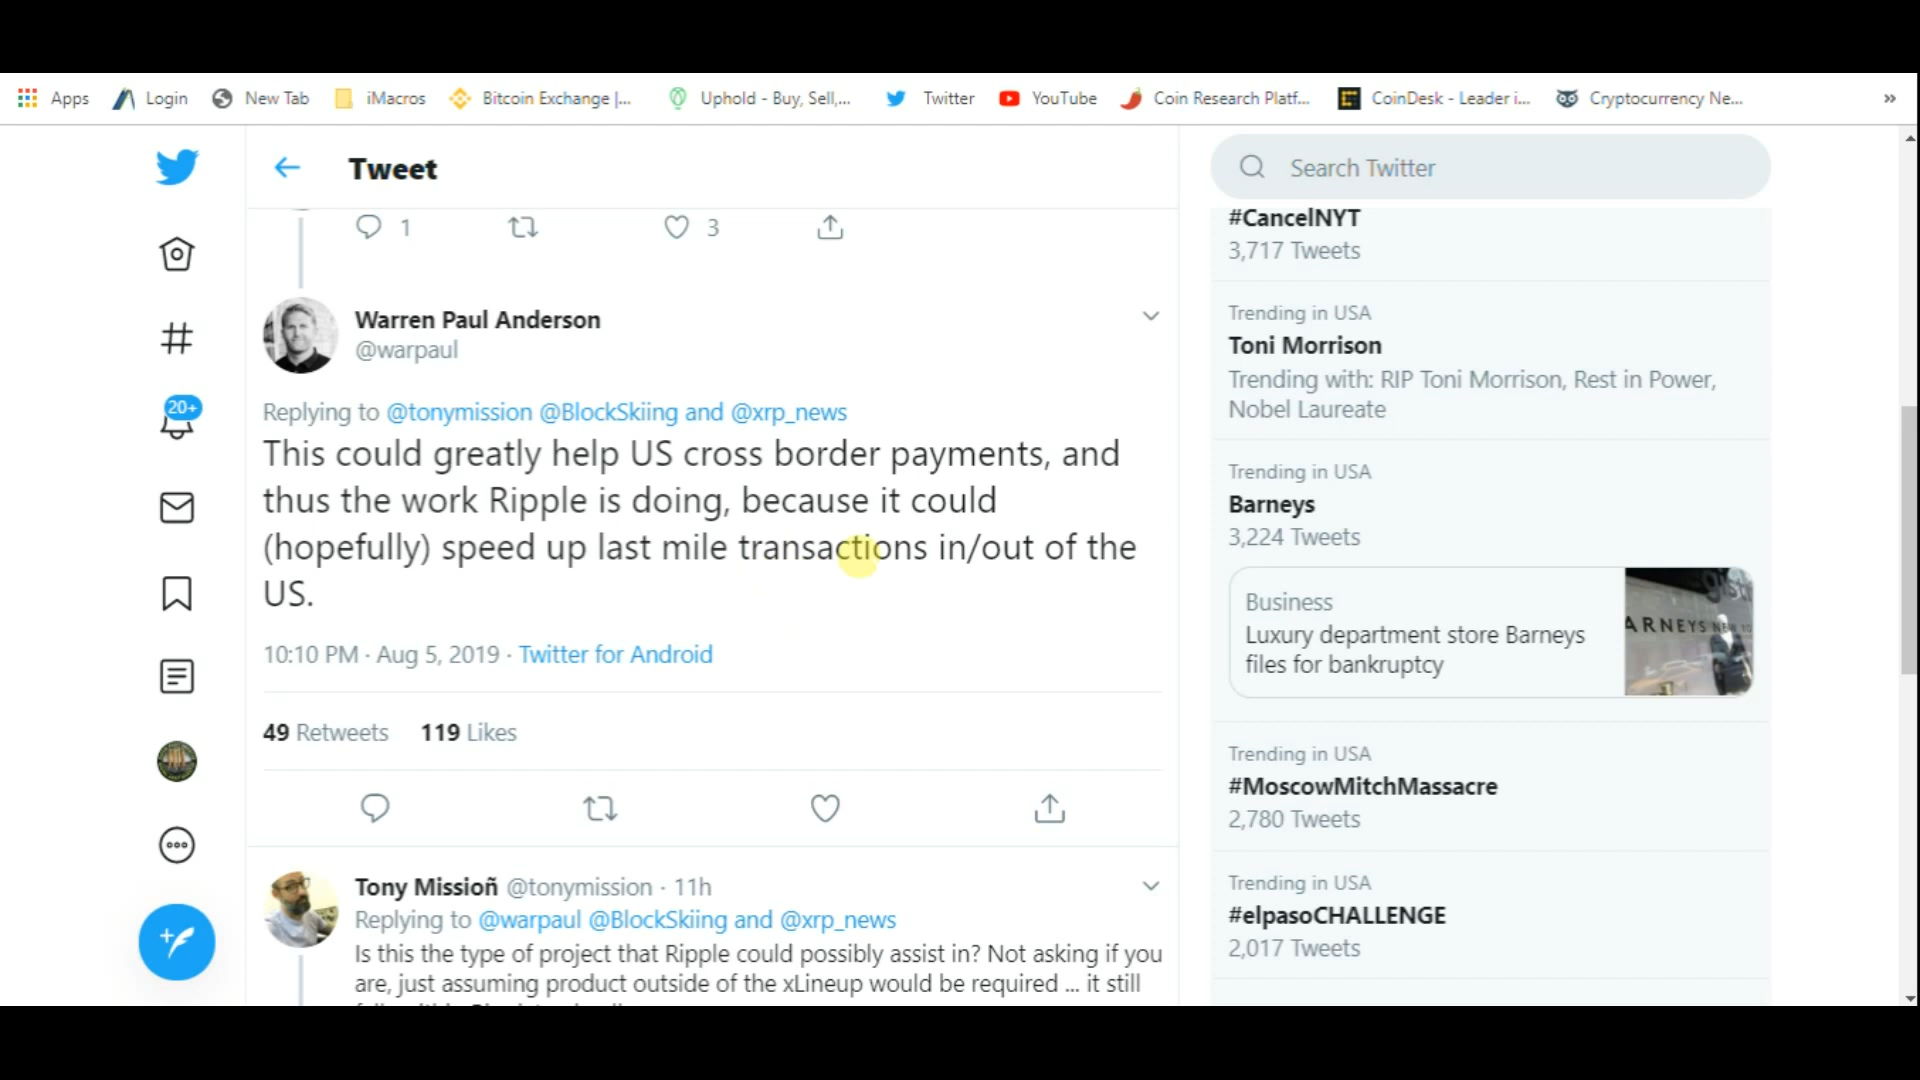 Apps Login New Tab iMacros Bitcoin Exchange |... Uphold - Buy, Sell,... Twitter YouTube Coin Research Platf... CoinDesk - Leader i... Cryptocurrency Ne... »
Tweet
1 3
Warren Paul Anderson
@warpaul
Replying to @tonymission @BlockSkiing and @xrp_news
This could greatly help US cross border payments, and
thus the work Ripple is doing, because it could
(hopefully) speed up last mile transactions in/out of the
US.
10:10 PM · Aug 5, 2019 · Twitter for Android
49 Retweets 119 Likes
Tony Missioñ @tonymission · 11h
Replying to @warpaul @BlockSkiing and @xrp_news
Is this the type of project that Ripple could possibly assist in? Not asking if you
are, just assuming product outside of the xLineup would be required ... it still
20+
Search Twitter
#CancelNYT
3,717 Tweets
Trending in USA
Toni Morrison
Trending with: RIP Toni Morrison, Rest in Power,
Nobel Laureate
Trending in USA
Barneys
3,224 Tweets
Business
Luxury department store Barneys
files for bankruptcy
ARNEYS
Trending in USA
#MoscowMitchMassacre
2,780 Tweets
Trending in USA
#elpasoCHALLENGE
2,017 Tweets